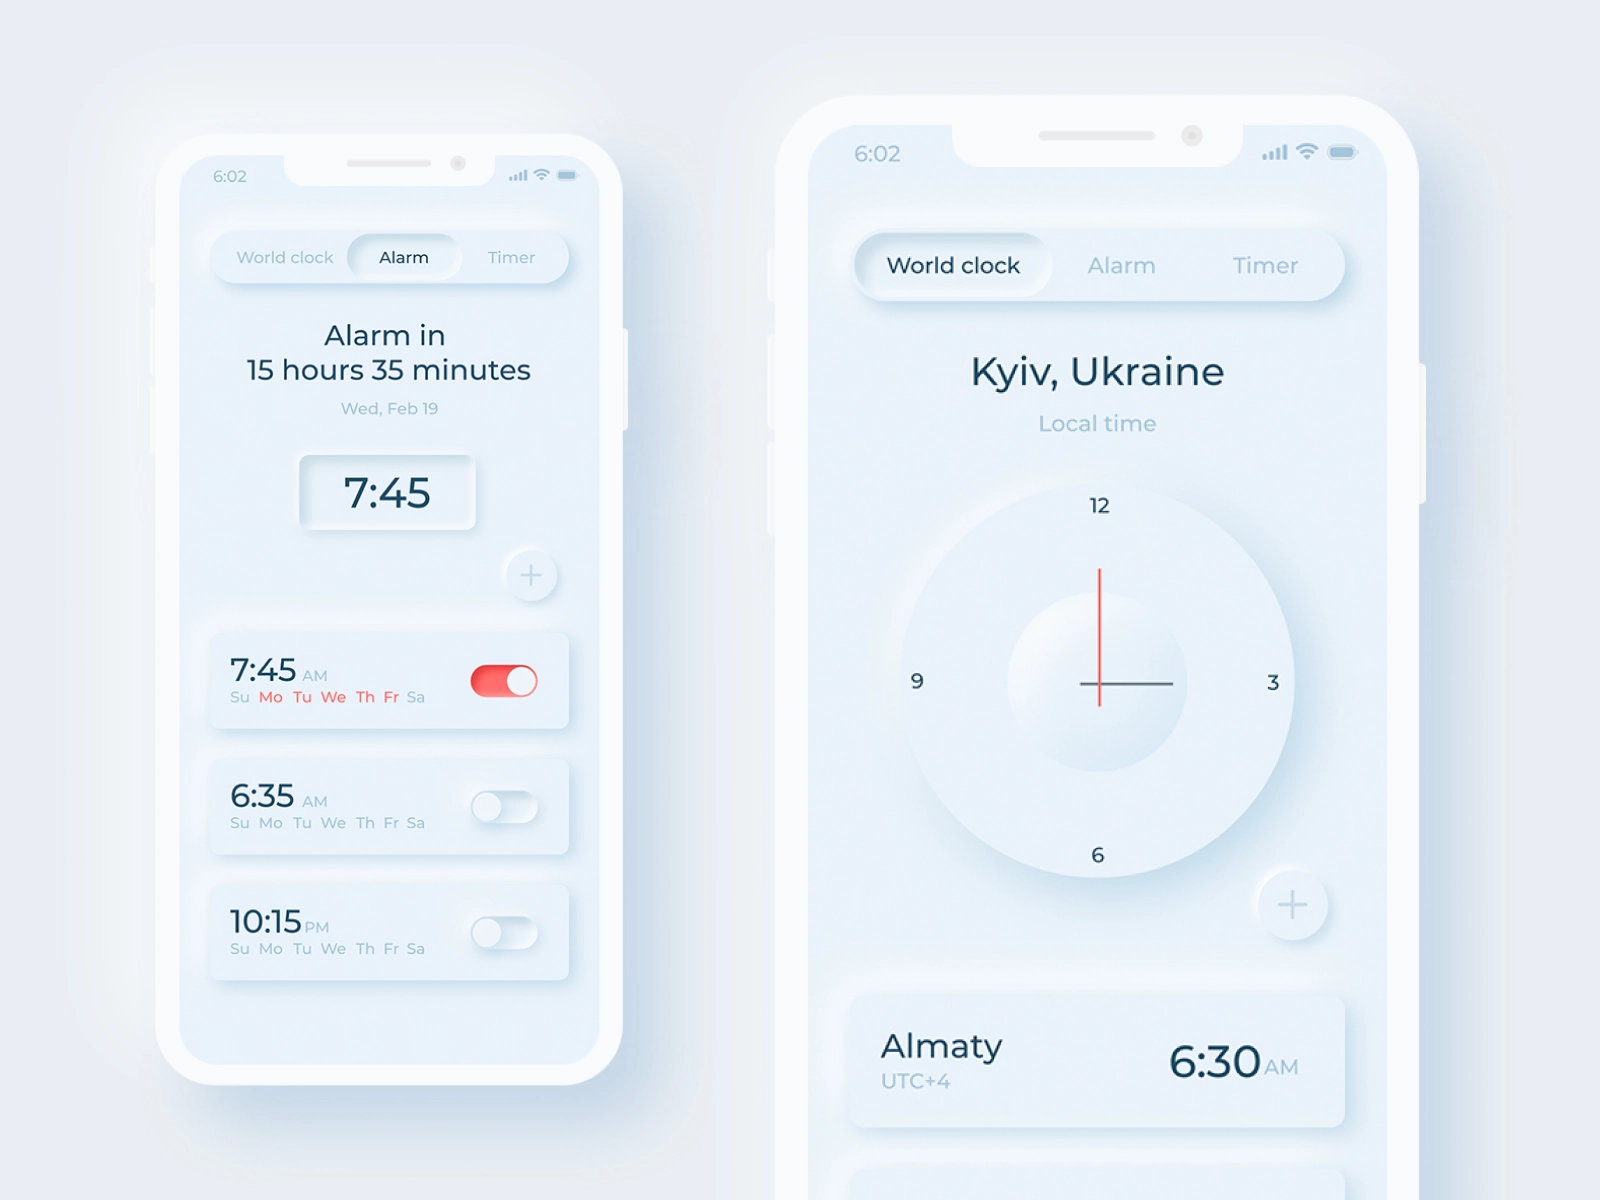 6:02
World clock Alarm Timer
Alarm in
15 hours 35 minutes
Wed, Feb 19
7:45
7:45 AM
Su Mo Tu We Th Fr Sa
6:35 AM
Su Mo Tu We Th Fr Sa
10:15 PM
Su Mo Tu We Th Fr Sa
6:02
World clock Alarm Timer
Kyiv, Ukraine
Local time
12
9 3
6
Almaty
6:30 AM
UTC+4